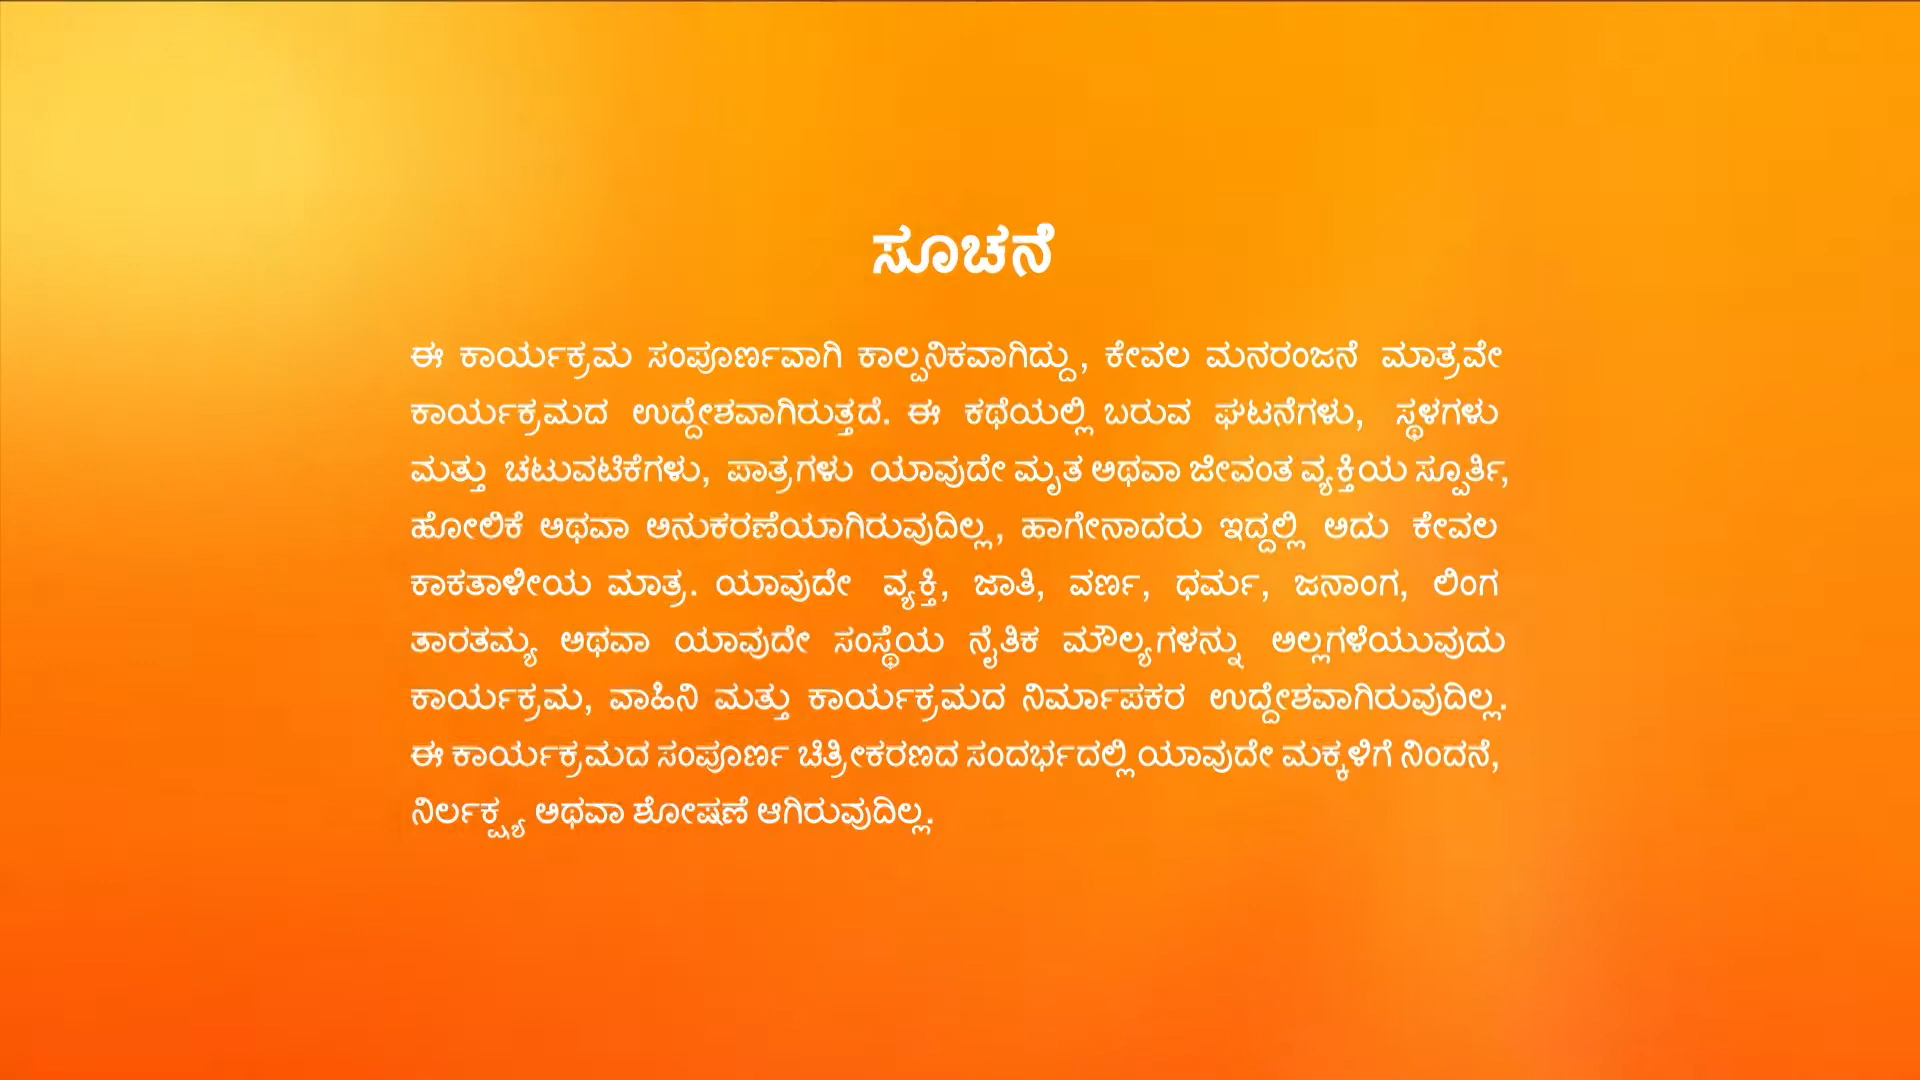 ಸೂಚನೆ
ಈ ಕಾರ್ಯಕ್ರಮ ಸಂಪೂರ್ಣವಾಗಿ ಕಾಲ್ಪನಿಕವಾಗಿದ್ದು, ಕೇವಲ ಮನರಂಜನೆ ಮಾತ್ರವೇ
ಕಾರ್ಯಕ್ರಮದ ಉದ್ದೇಶವಾಗಿರುತ್ತದೆ. ಈ ಕಥೆಯಲ್ಲಿ ಬರುವ ಘಟನೆಗಳು, ಸ್ಥಳಗಳು
ಮತ್ತು ಚಟುವಟಿಕೆಗಳು, ಪಾತ್ರಗಳು ಯಾವುದೇ ಮೃತ ಅಥವಾ ಜೀವಂತ ವ್ಯಕ್ತಿಯ ಸ್ಪೂರ್ತಿ,
ಹೋಲಿಕೆ ಅಥವಾ ಅನುಕರಣೆಯಾಗಿರುವುದಿಲ್ಲ, ಹಾಗೇನಾದರು ಇದ್ದಲ್ಲಿ ಅದು ಕೇವಲ
ಕಾಕತಾಳೀಯ ಮಾತ್ರ. ಯಾವುದೇ ವ್ಯಕ್ತಿ, ಜಾತಿ, ವರ್ಣ, ಧರ್ಮ, ಜನಾಂಗ, ಲಿಂಗ
ತಾರತಮ್ಯ ಅಥವಾ ಯಾವುದೇ ಸಂಸ್ಥೆಯ ನೈತಿಕ ಮೌಲ್ಯಗಳನ್ನು ಅಲ್ಲಗಳೆಯುವುದು
ಕಾರ್ಯಕ್ರಮ, ವಾಹಿನಿ ಮತ್ತು ಕಾರ್ಯಕ್ರಮದ ನಿರ್ಮಾಪಕರ ಉದ್ದೇಶವಾಗಿರುವುದಿಲ್ಲ.
ಈ ಕಾರ್ಯಕ್ರಮದ ಸಂಪೂರ್ಣ ಚಿತ್ರೀಕರಣದ ಸಂದರ್ಭದಲ್ಲಿ ಯಾವುದೇ ಮಕ್ಕಳಿಗೆ ನಿಂದನೆ,
ನಿರ್ಲಕ್ಷ್ಯ ಅಥವಾ ಶೋಷಣೆ ಆಗಿರುವುದಿಲ್ಲ.